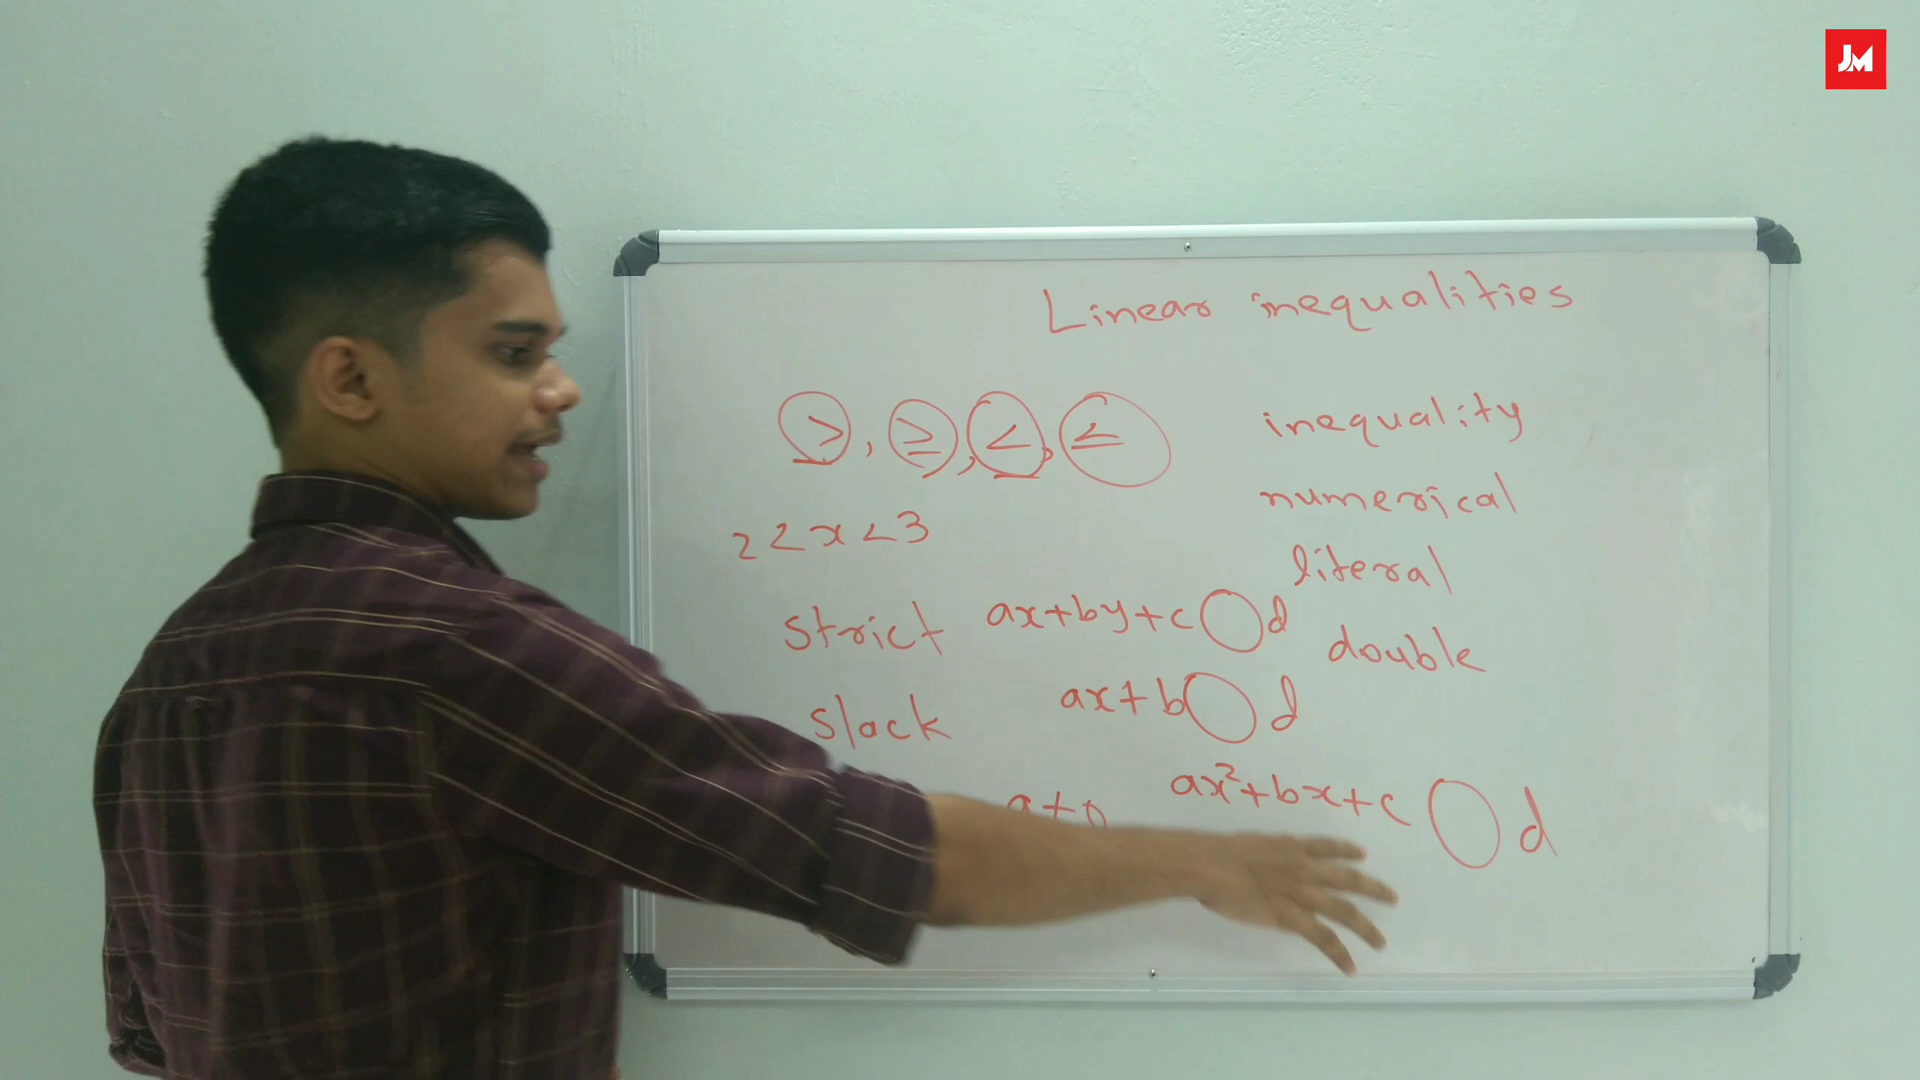 JM
Linear inequalities
>, ≥, <, ≤
inequality
numerical
2<x<3
literal
strict
ax+by+c ◯ d
double
slack
ax+b ◯ d
ax²+bx+c ◯ d